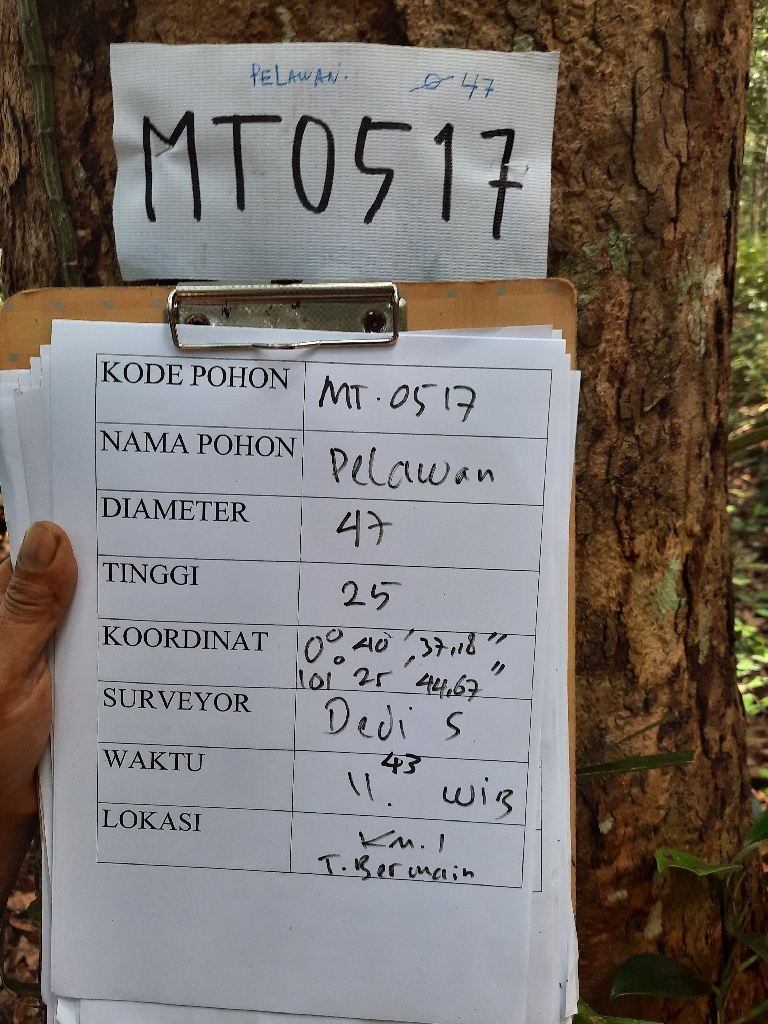 PELAWAN. ⌀ 47
MT0517
KODE POHON MT.0517
NAMA POHON Pelawan
DIAMETER 47
TINGGI 25
KOORDINAT 0° 40' 37,18"
101° 25' 44,67"
SURVEYOR Dedi S
WAKTU 11.43 WIB
LOKASI Km. 1
T. Bermain